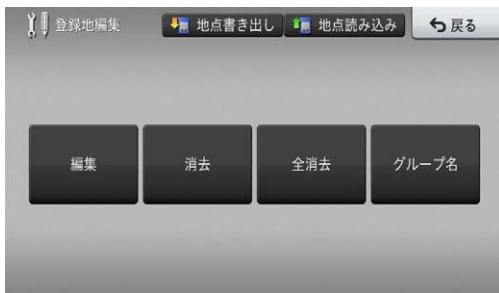 登録地編集
地点書き出し
地点読み込み
戻る
編集
消去
全消去
グループ名